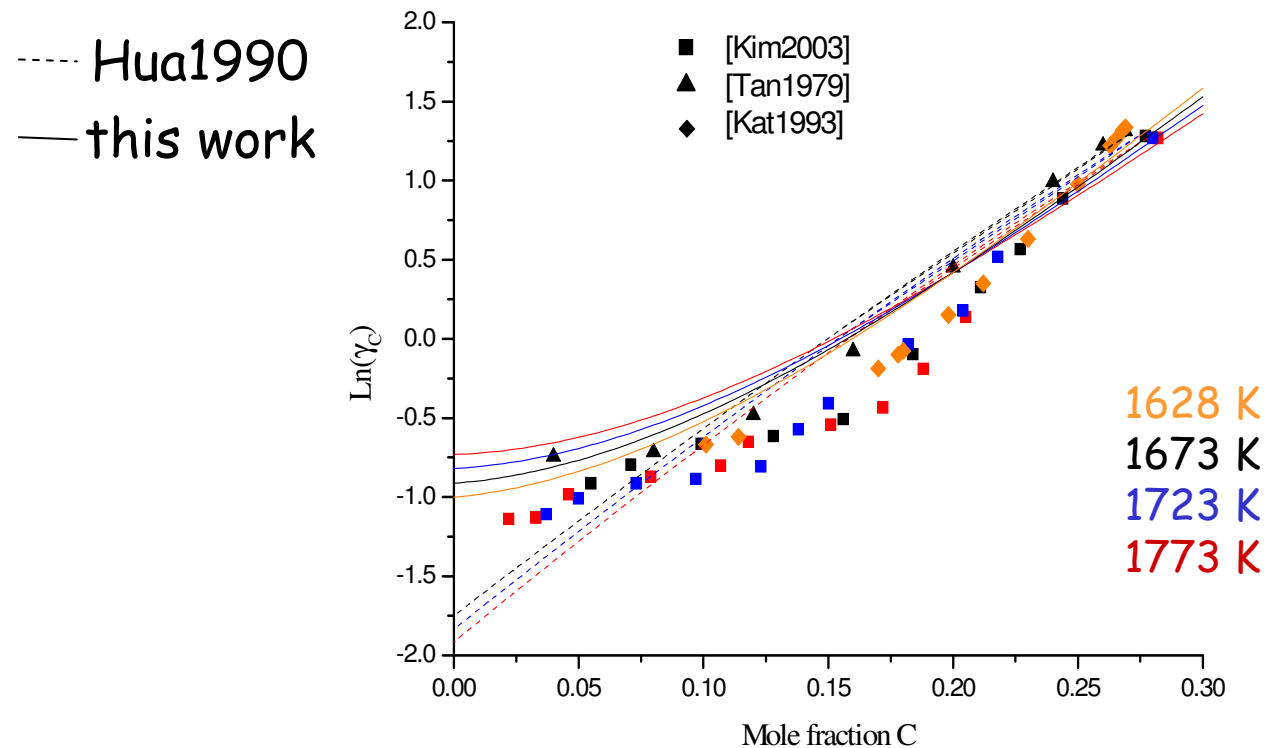 Hua1990
this work
[Kim2003]
[Tan1979]
[Kat1993]
2.0
1.5
1.0
0.5
0.0
-0.5
-1.0
-1.5
-2.0
Ln(γC)
1628 K
1673 K
1723 K
1773 K
0.00 0.05 0.10 0.15 0.20 0.25 0.30
Mole fraction C